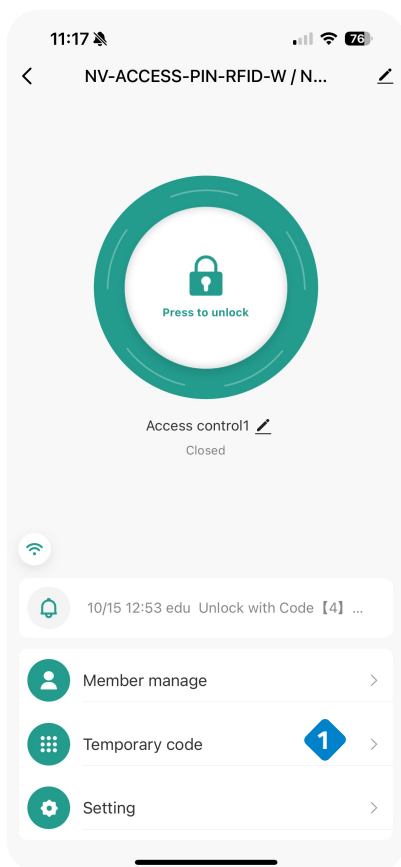 11:17 76
NV-ACCESS-PIN-RFID-W / N...
Press to unlock
Access control1
Closed
10/15 12:53 edu Unlock with Code【4】...
Member manage
Temporary code 1
Setting